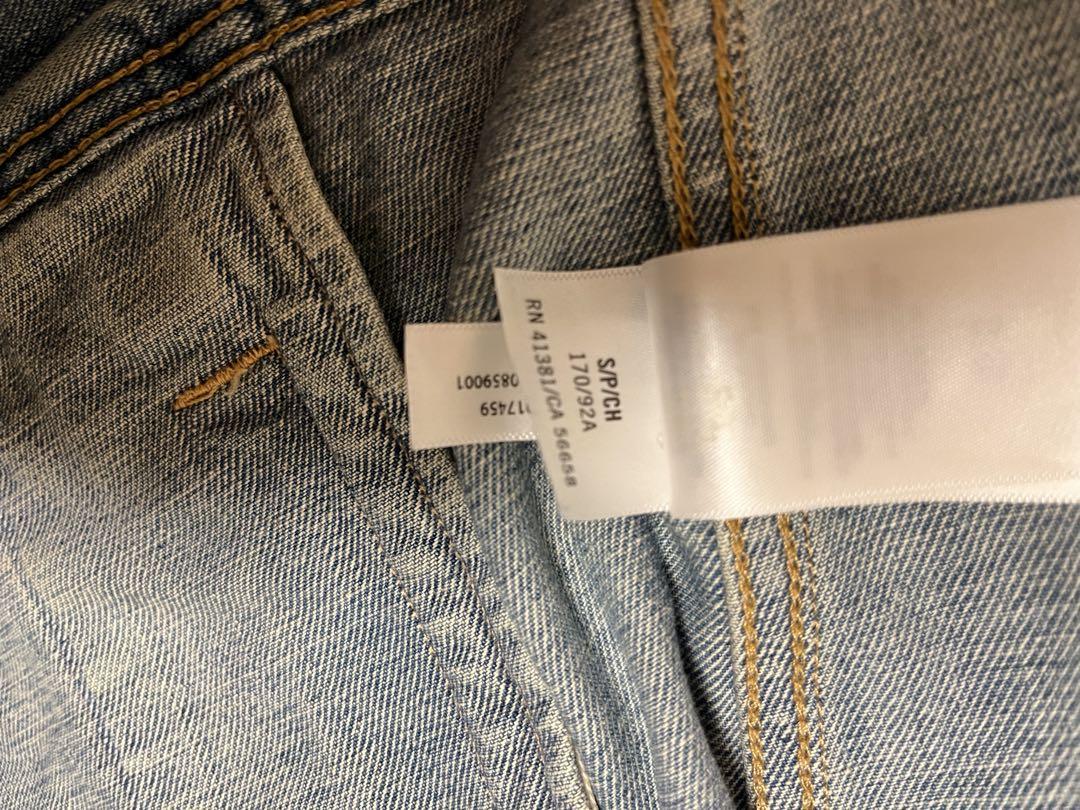 S/P/CH
170/92A
RN 41381/CA 56658
17459
0859001